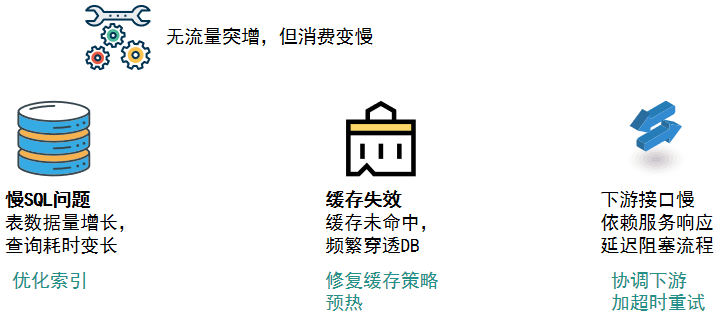 无流量突增，但消费变慢
慢SQL问题
表数据量增长，
查询耗时变长
优化索引
缓存失效
缓存未命中，
频繁穿透DB
修复缓存策略
预热
下游接口慢
依赖服务响应
延迟阻塞流程
协调下游
加超时重试